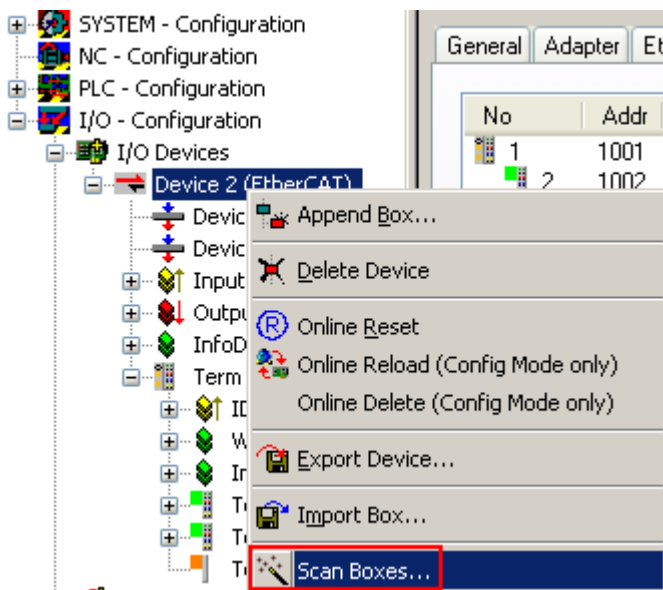 SYSTEM - Configuration
NC - Configuration
PLC - Configuration
I/O - Configuration
I/O Devices
Device 2 (EtherCAT)
Devic
Devic
Input
Outpu
InfoD
Term
General Adapter Et
No Addr
1 1001
2 1002
Append Box...
Delete Device
Online Reset
Online Reload (Config Mode only)
Online Delete (Config Mode only)
Export Device...
Import Box...
Scan Boxes...